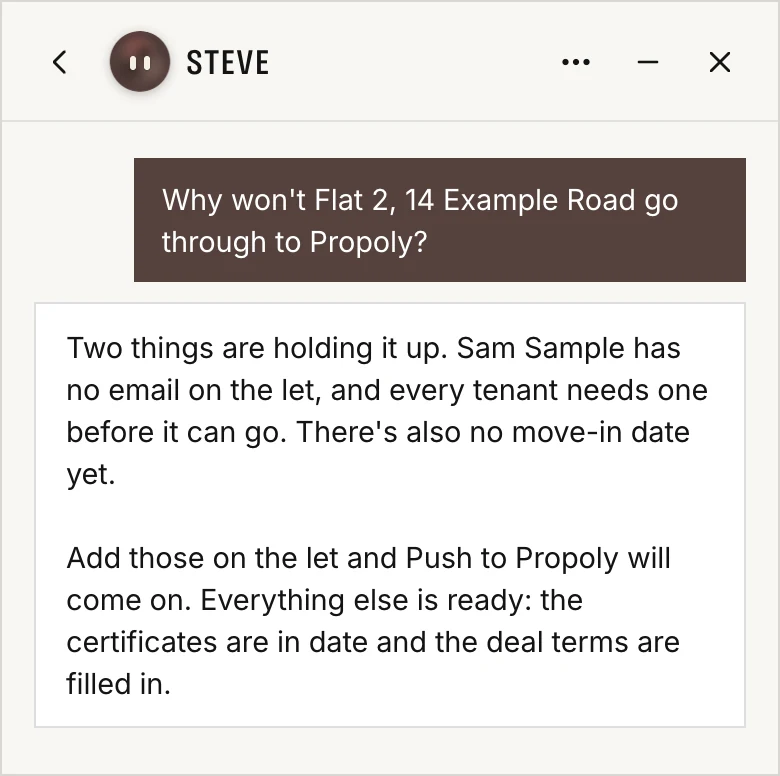 STEVE
Why won't Flat 2, 14 Example Road go
through to Propoly?
Two things are holding it up. Sam Sample has
no email on the let, and every tenant needs one
before it can go. There's also no move-in date
yet.
Add those on the let and Push to Propoly will
come on. Everything else is ready: the
certificates are in date and the deal terms are
filled in.